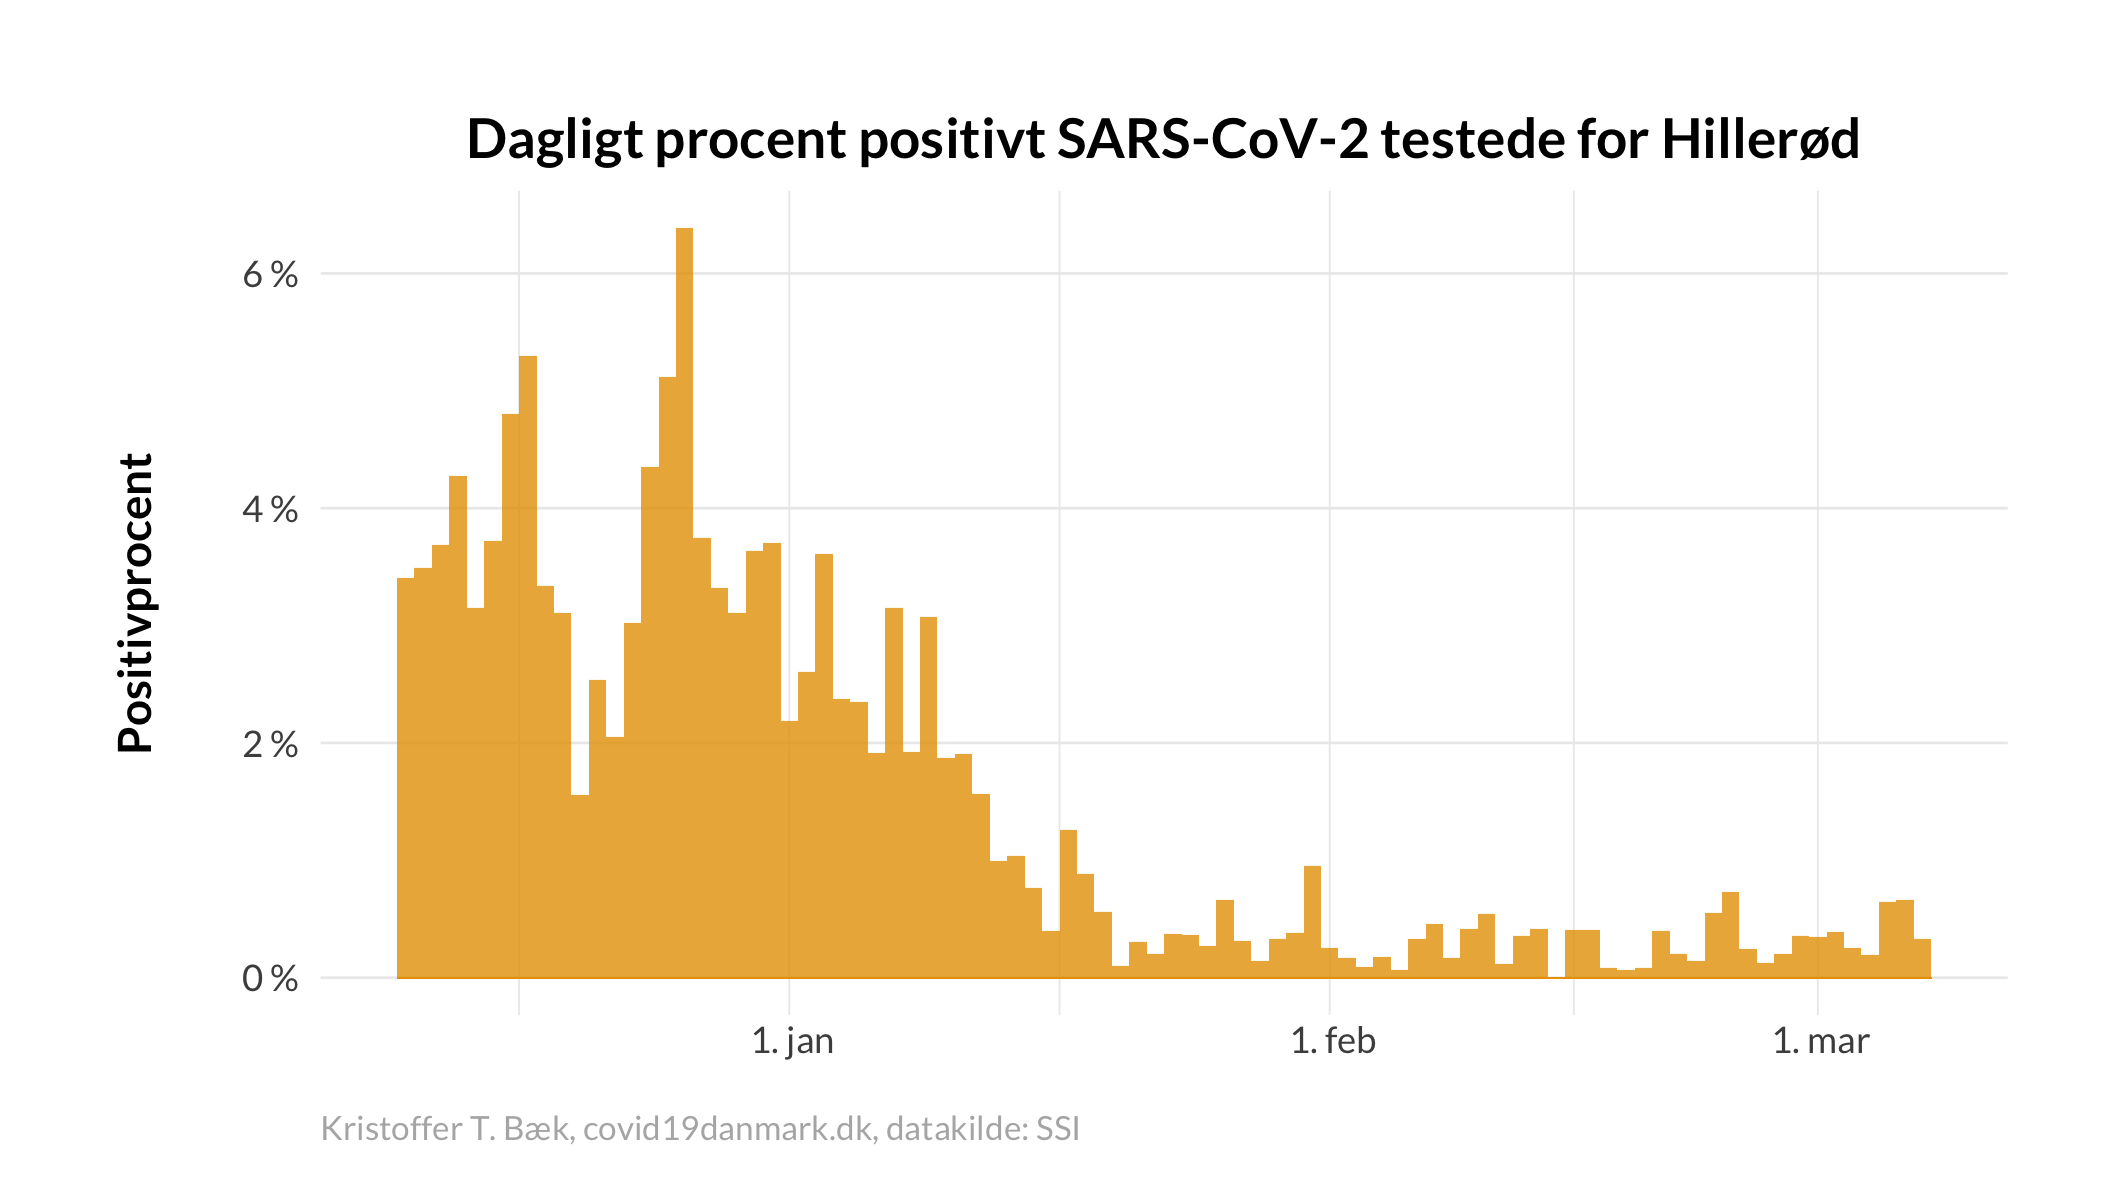 Dagligt procent positivt SARS-CoV-2 testede for Hillerød
Positivprocent
6 %
4 %
2 %
0 %
1. jan
1. feb
1. mar
Kristoffer T. Bæk, covid19danmark.dk, datakilde: SSI